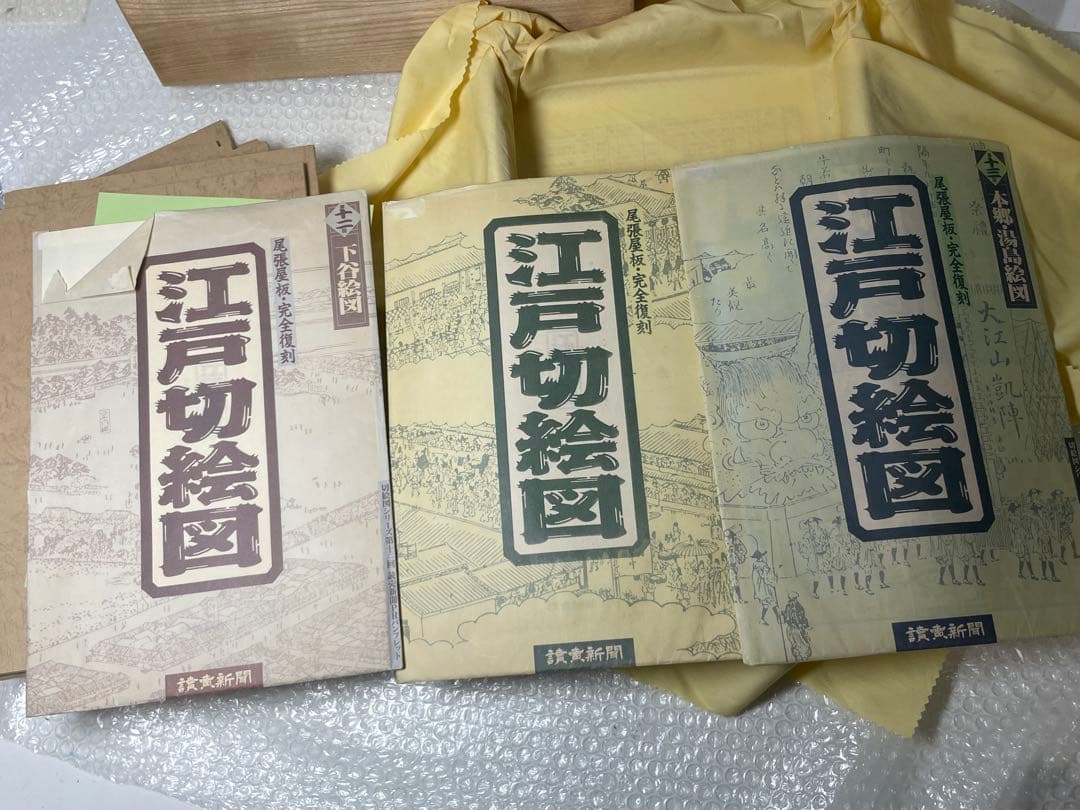 十二
下谷絵図
尾張屋板・完全復刻
江戸切絵図
讀賣新聞
尾張屋板・完全復刻
江戸切絵図
讀賣新聞
十三
本郷・湯島絵図
尾張屋板・完全復刻
江戸切絵図
大江山凱陣
讀賣新聞